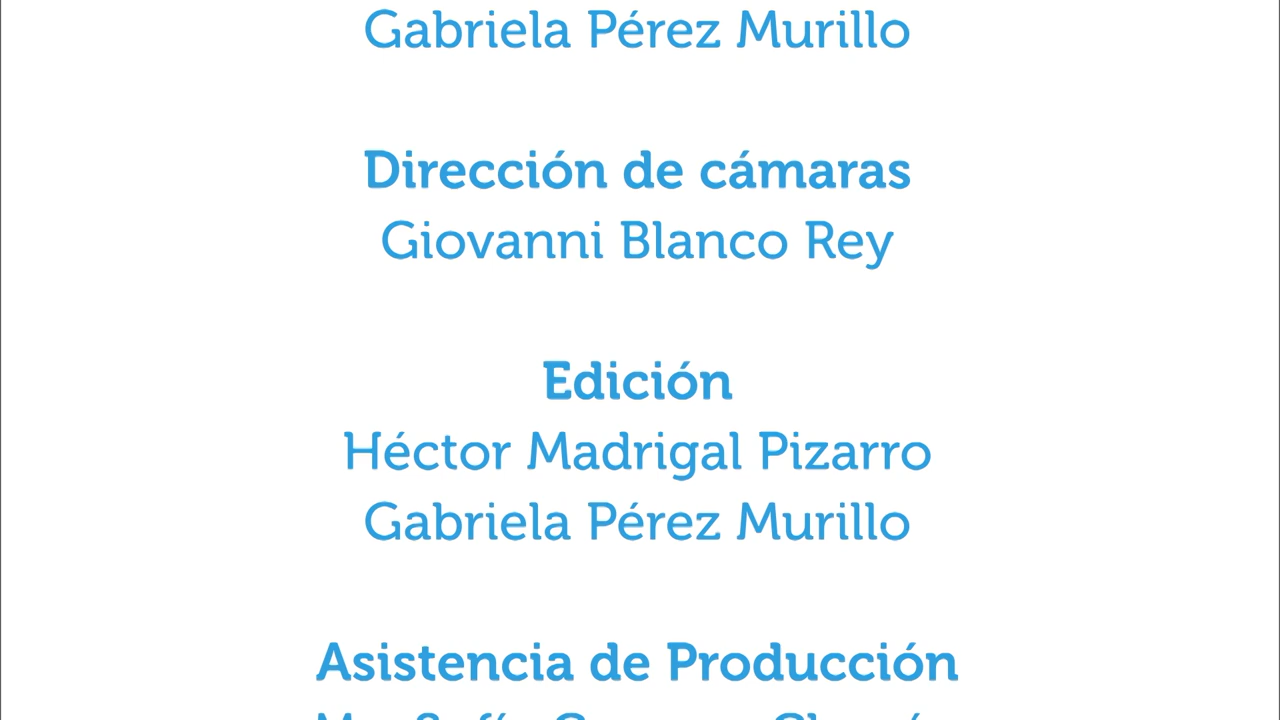 Gabriela Pérez Murillo
Dirección de cámaras
Giovanni Blanco Rey
Edición
Héctor Madrigal Pizarro
Gabriela Pérez Murillo
Asistencia de Producción